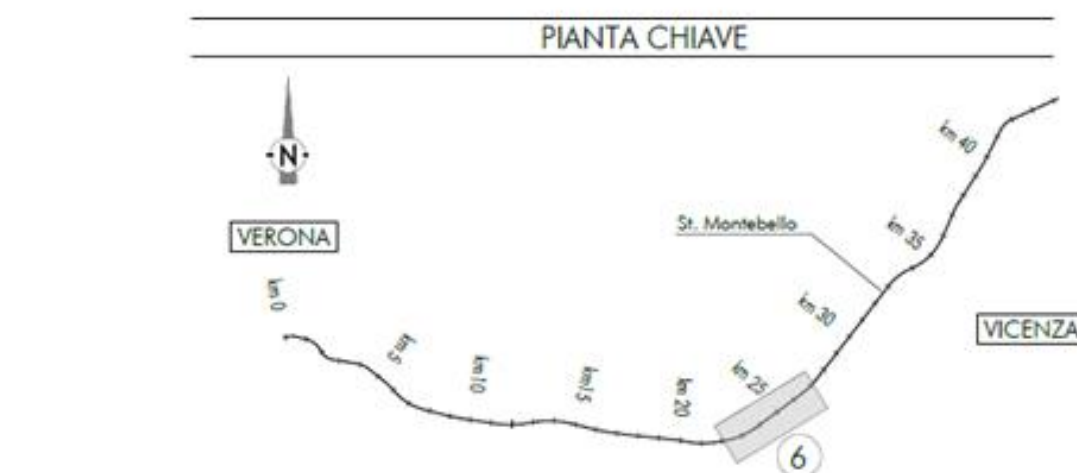 PIANTA CHIAVE
N
VERONA
km 0
km 5
km 10
km 15
km 20
km 25
km 30
St. Montebello
km 35
km 40
VICENZA
6